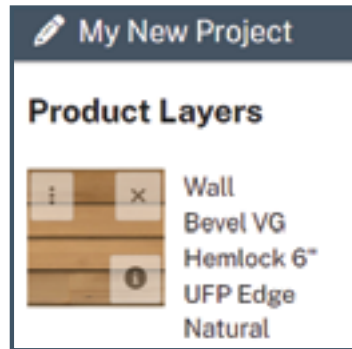 My New Project
Product Layers
Wall
Bevel VG
Hemlock 6"
UFP Edge
Natural